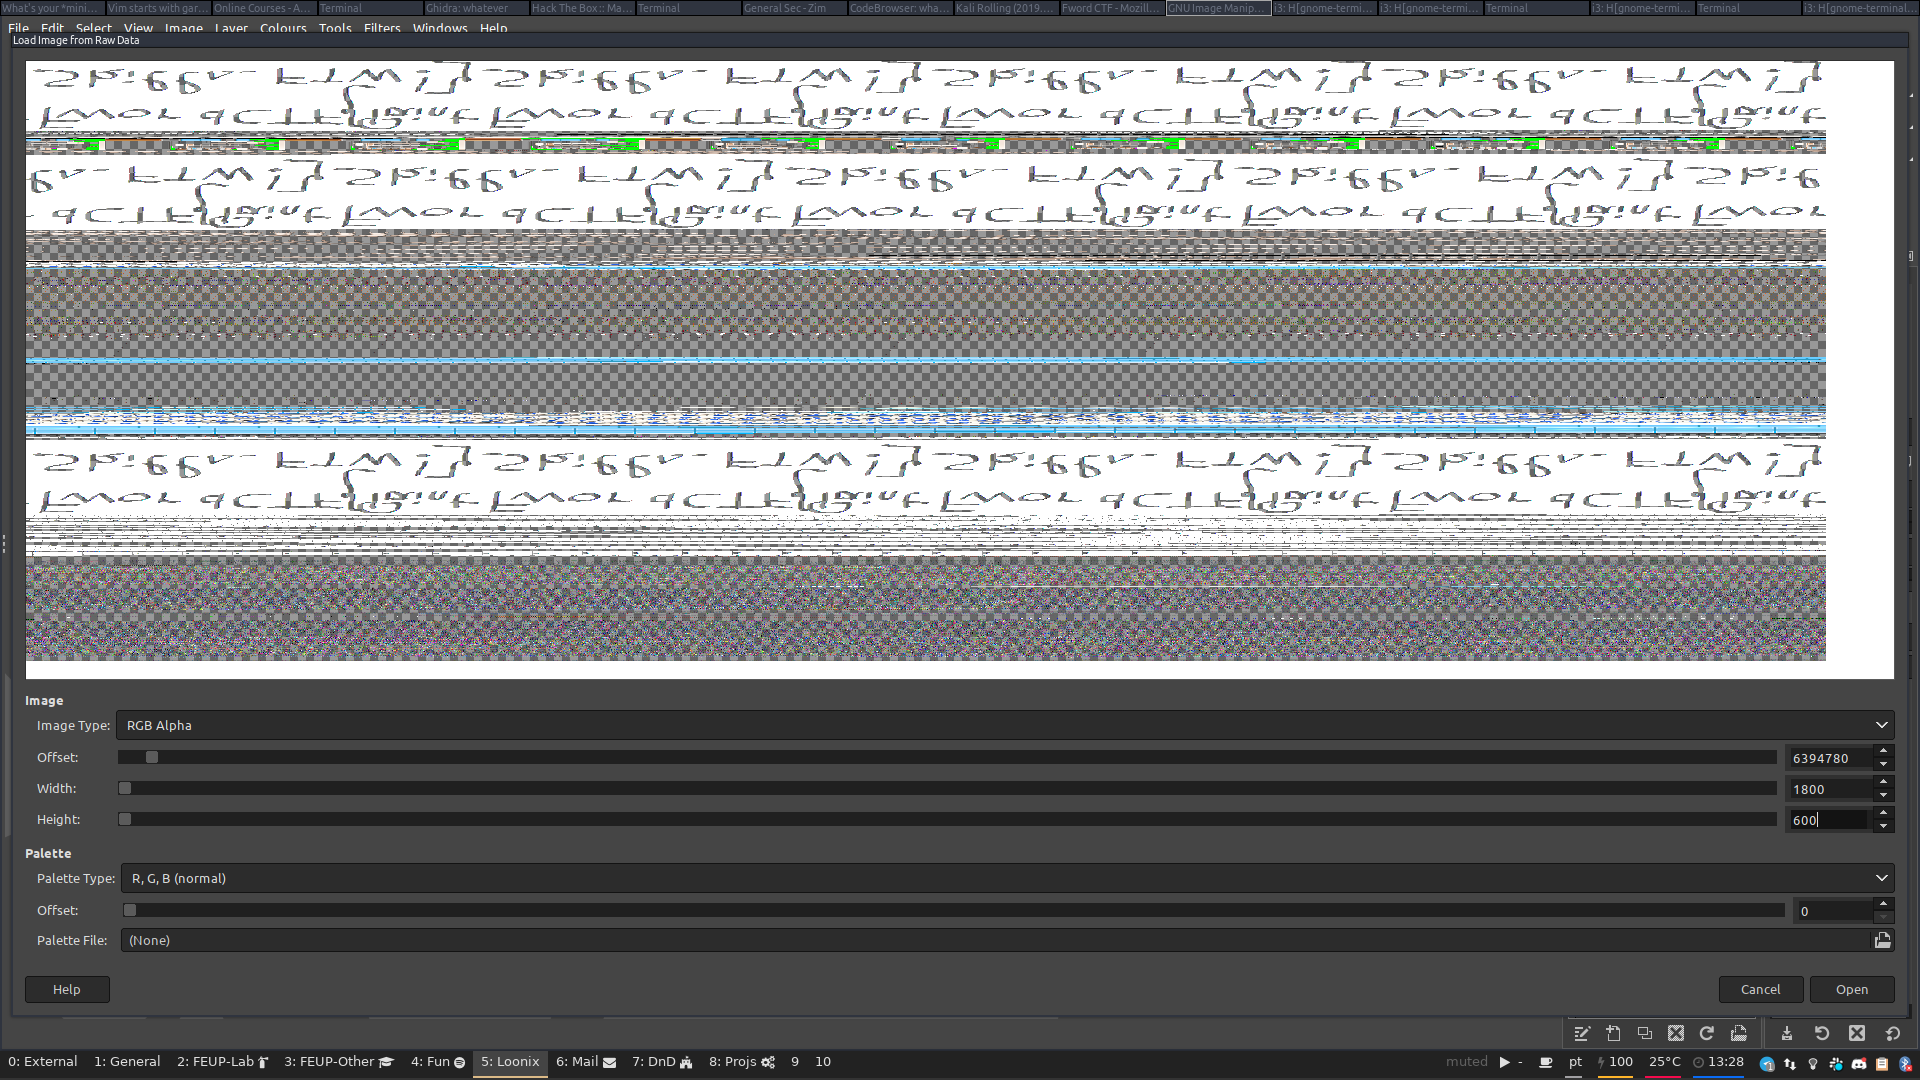 What's your *mini...
Vim starts with gar...
Online Courses - A...
Terminal
Ghidra: whatever
Hack The Box :: Ma...
Terminal
General Sec - Zim
CodeBrowser: wha...
Kali Rolling (2019....
Fword CTF - Mozill...
GNU Image Manip...
i3: H[gnome-termi...
i3: H[gnome-termi...
Terminal
i3: H[gnome-termi...
Terminal
i3: H[gnome-terminal...
File Edit Select View Image Layer Colours Tools Filters Windows Help
Load Image from Raw Data
Image
Image Type: RGB Alpha
Offset: 6394780
Width: 1800
Height: 600
Palette
Palette Type: R, G, B (normal)
Offset: 0
Palette File: (None)
Help Cancel Open
0: External 1: General 2: FEUP-Lab 3: FEUP-Other 4: Fun 5: Loonix 6: Mail 7: DnD 8: Projs 9 10 muted - pt 100 25°C 13:28